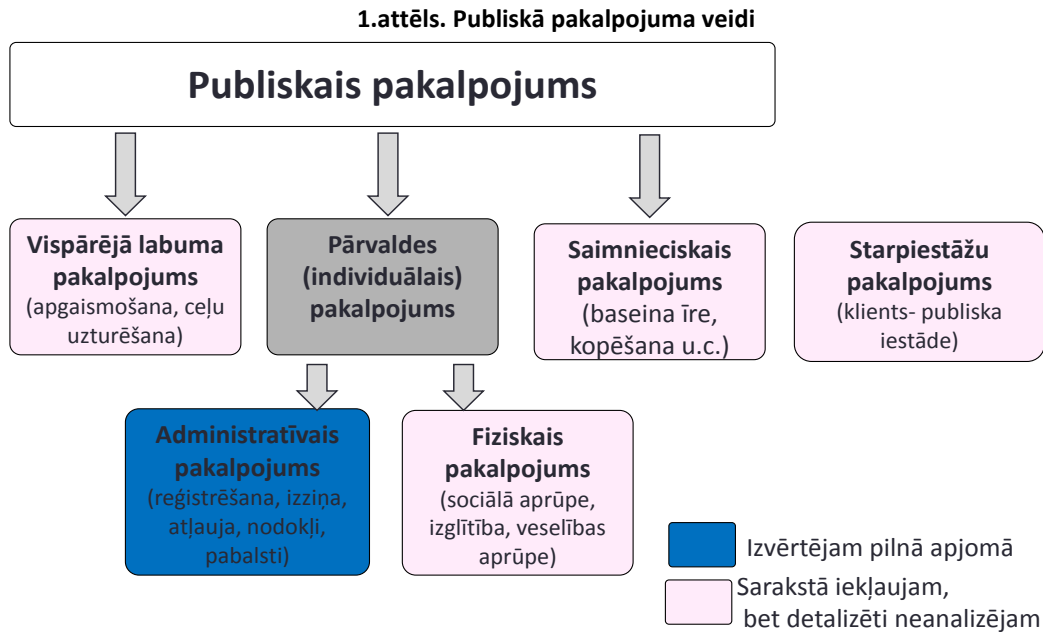 1.attēls. Publiskā pakalpojuma veidi
Publiskais pakalpojums
Vispārējā labuma
pakalpojums
(apgaismošana, ceļu
uzturēšana)
Pārvaldes
(individuālais)
pakalpojums
Saimnieciskais
pakalpojums
(baseina īre,
kopēšana u.c.)
Starpiestāžu
pakalpojums
(klients- publiska
iestāde)
Administratīvais
pakalpojums
(reģistrēšana, izziņa,
atļauja, nodokļi,
pabalsti)
Fiziskais
pakalpojums
(sociālā aprūpe,
izglītība, veselības
aprūpe)
Izvērtējam pilnā apjomā
Sarakstā iekļaujam,
bet detalizēti neanalizējam